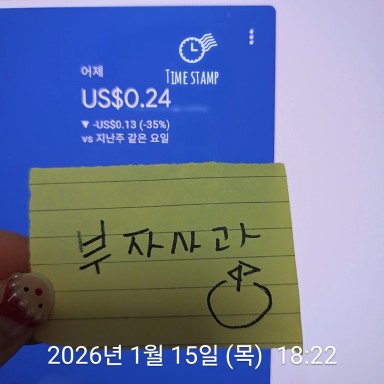 TIME STAMP
어제
US$0.24
▼ -US$0.13 (-35%)
vs 지난주 같은 요일
부자사과
2026년 1월 15일 (목) 18:22